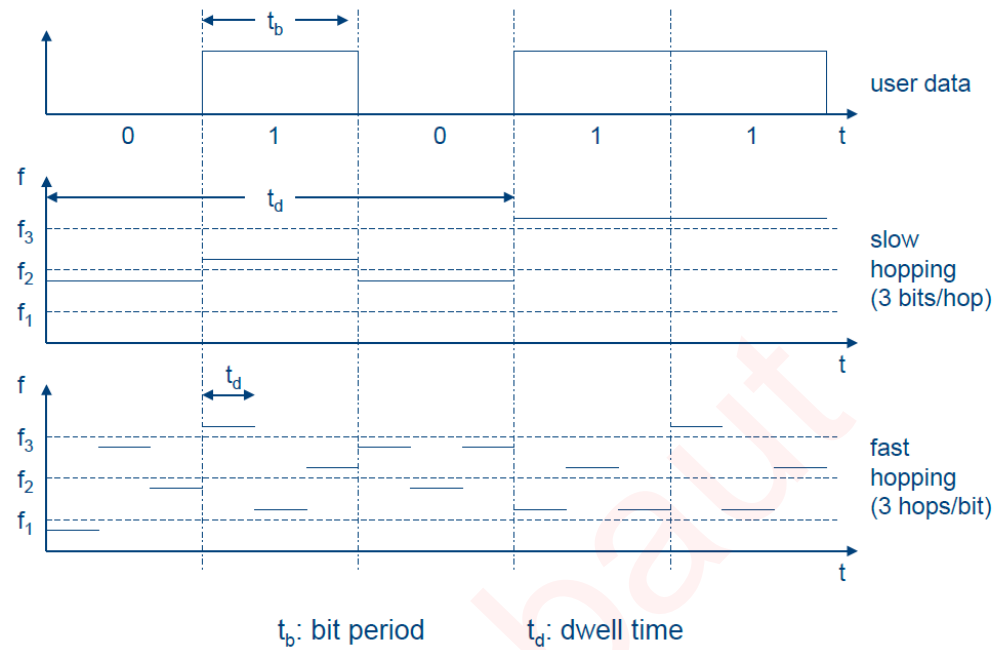 t_b
user data
0 1 0 1 1 t
f
t_d
f_3
slow
hopping
(3 bits/hop)
f_2
f_1
t
f
t_d
f_3
fast
hopping
(3 hops/bit)
f_2
f_1
t
t_b: bit period t_d: dwell time
baut